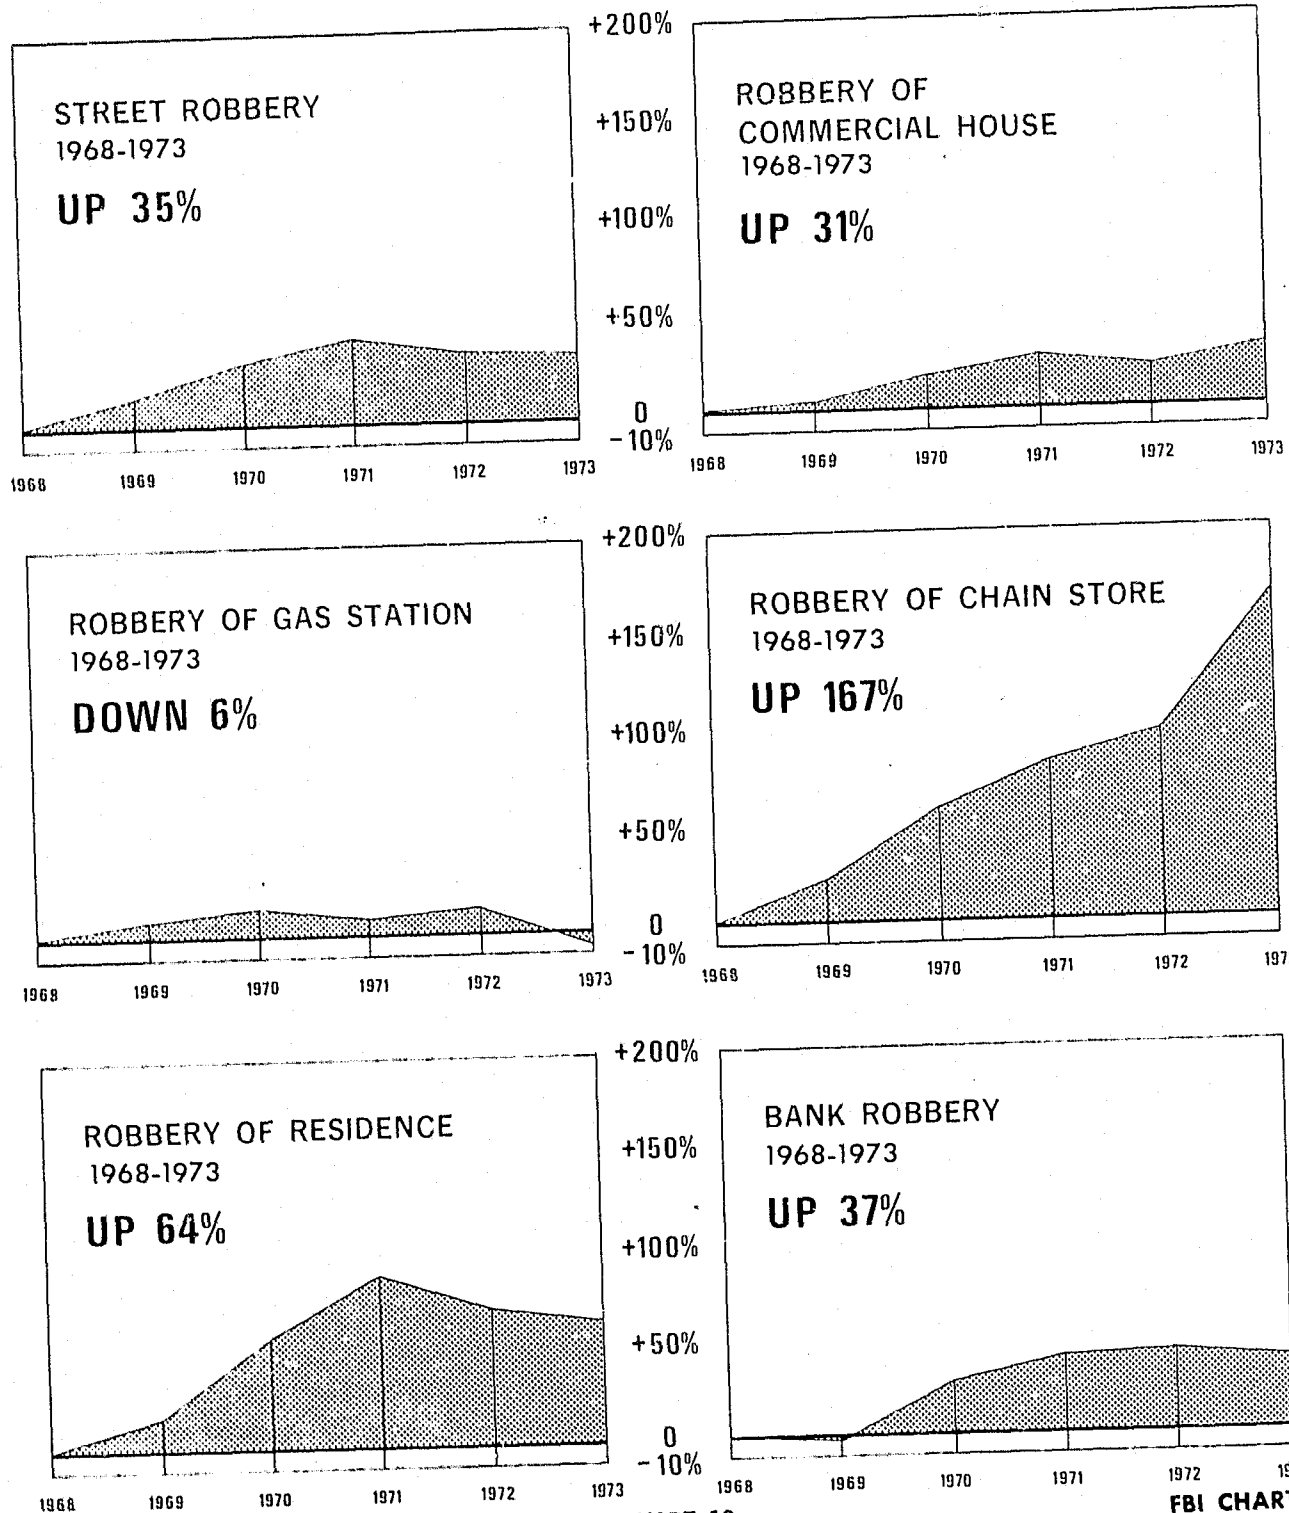 STREET ROBBERY
1968-1973
UP 35%
+200%
+150%
+100%
+50%
0
-10%
1968 1969 1970 1971 1972 1973
ROBBERY OF
COMMERCIAL HOUSE
1968-1973
UP 31%
1968 1969 1970 1971 1972 1973
ROBBERY OF GAS STATION
1968-1973
DOWN 6%
+200%
+150%
+100%
+50%
0
-10%
1968 1969 1970 1971 1972 1973
ROBBERY OF CHAIN STORE
1968-1973
UP 167%
1968 1969 1970 1971 1972
ROBBERY OF RESIDENCE
1968-1973
UP 64%
+200%
+150%
+100%
+50%
0
-10%
1968 1969 1970 1971 1972 1973
BANK ROBBERY
1968-1973
UP 37%
1968 1969 1970 1971 1972
FBI CHART